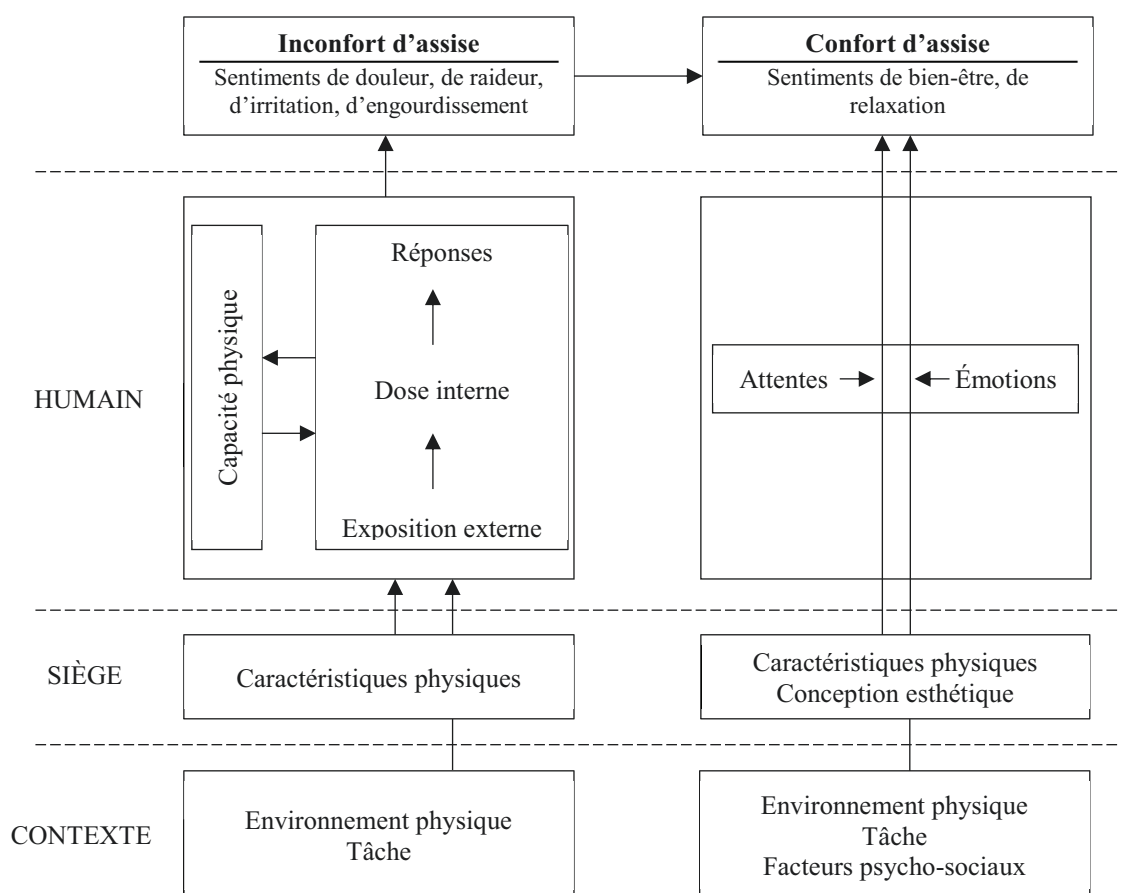 Inconfort d'assise
Sentiments de douleur, de raideur,
d'irritation, d'engourdissement
Confort d'assise
Sentiments de bien-être, de
relaxation
HUMAIN
Capacité physique
Réponses
Dose interne
Exposition externe
Attentes
Émotions
SIÈGE
Caractéristiques physiques
Caractéristiques physiques
Conception esthétique
CONTEXTE
Environnement physique
Tâche
Environnement physique
Tâche
Facteurs psycho-sociaux